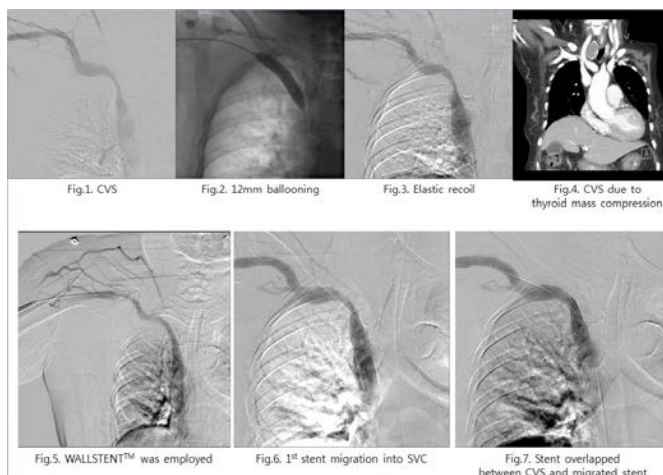 Fig.1. CVS
Fig.2. 12mm ballooning
Fig.3. Elastic recoil
Fig.4. CVS due to
thyroid mass compression
Fig.5. WALLSTENT™ was employed
Fig.6. 1st stent migration into SVC
Fig.7. Stent overlapped
between CVS and migrated stent